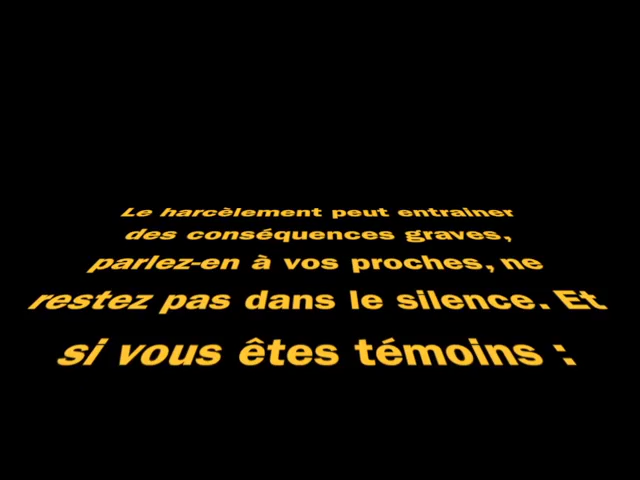 Le harcèlement peut entrainer
des conséquences graves,
parlez-en à vos proches, ne
restez pas dans le silence. Et
si vous êtes témoins :